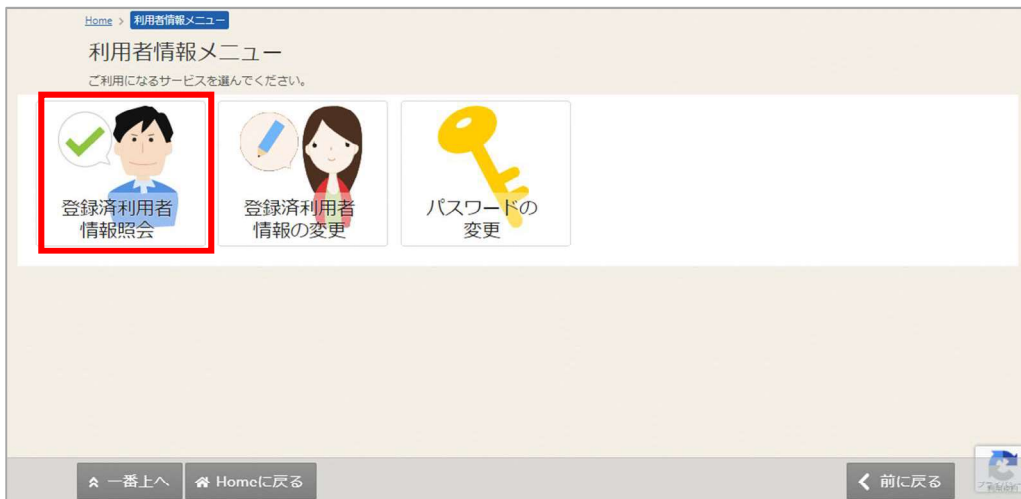 Home > 利用者情報メニュー
利用者情報メニュー
ご利用になるサービスを選んでください。
登録済利用者
情報照会
登録済利用者
情報の変更
パスワードの
変更
一番上へ
Homeに戻る
前に戻る